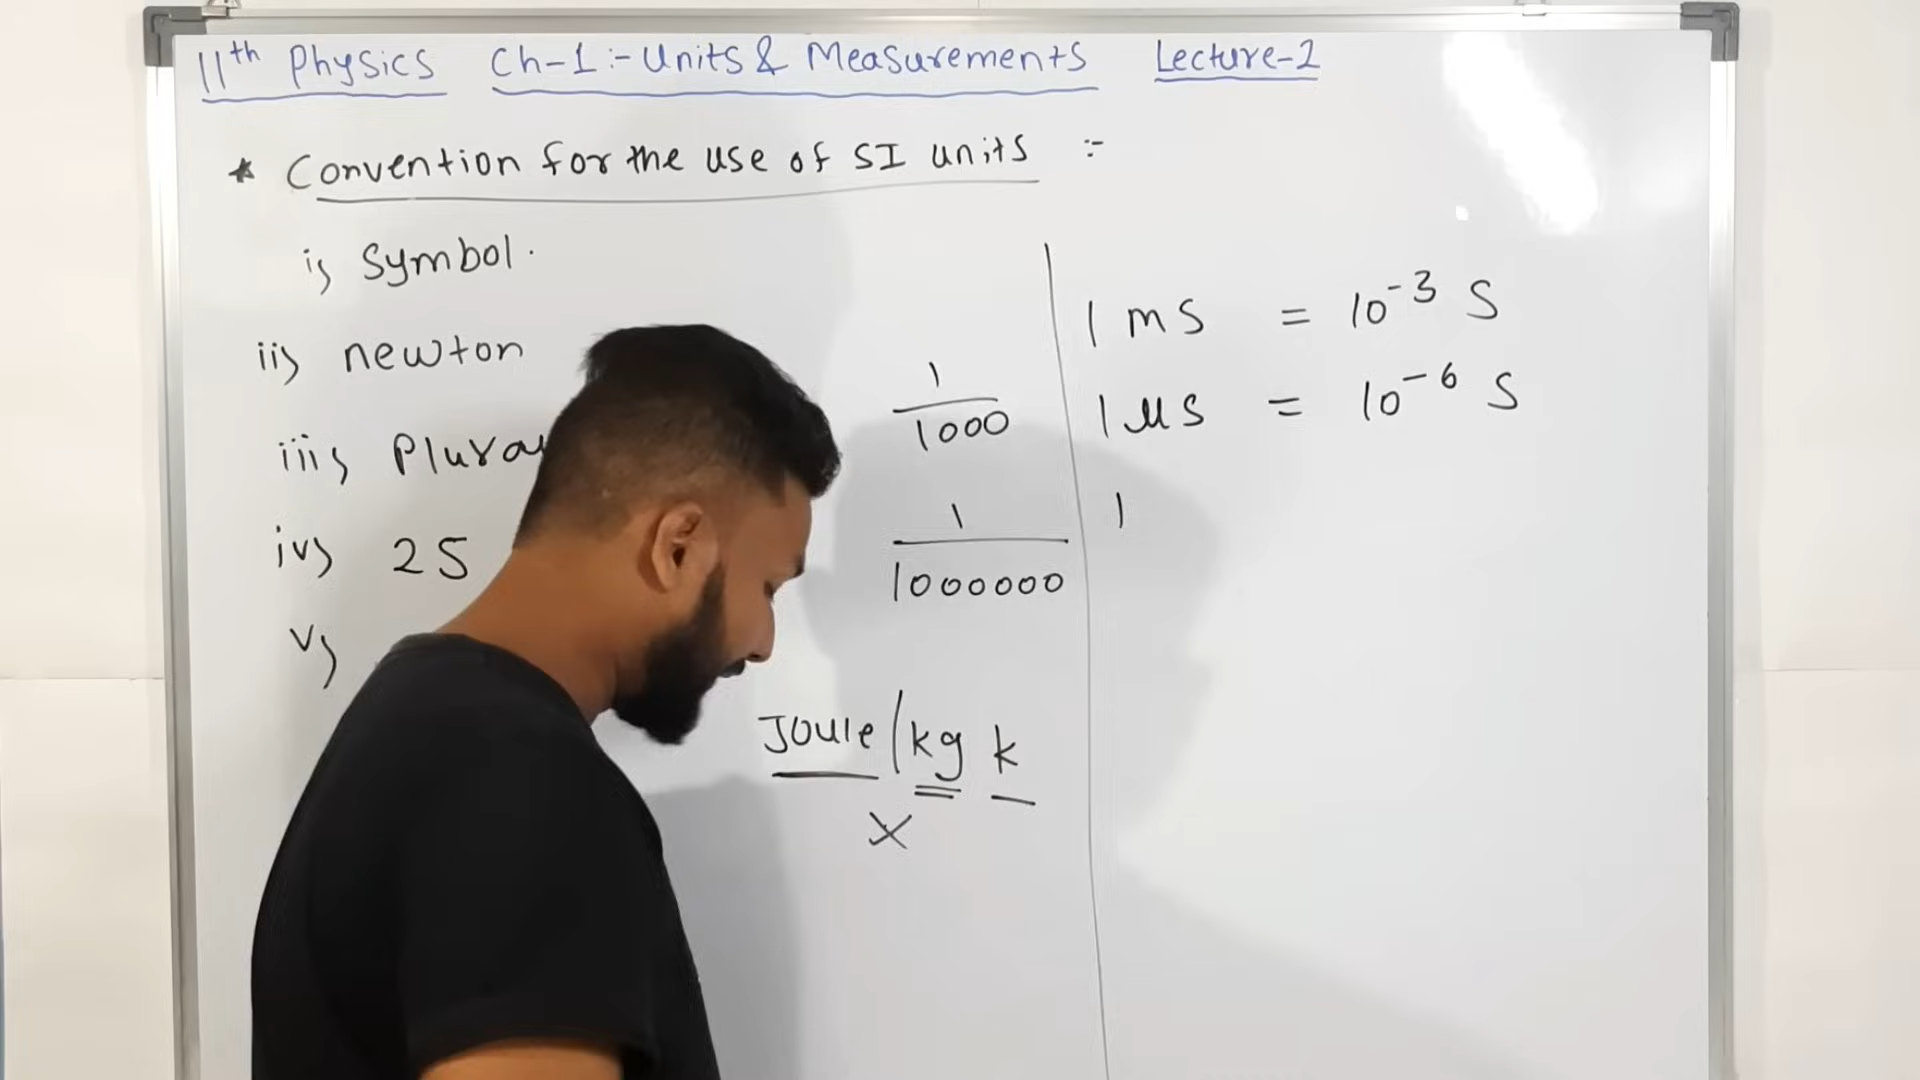 11th Physics Ch-1:- Units & Measurements Lecture-2
* Convention for the use of SI units :-
i) Symbol.
ii) newton
iii)
iv) 25
v)
1/1000
1/1000000
Joule/kg k
X
1 ms = 10^-3 S
1 μs = 10^-6 S
1